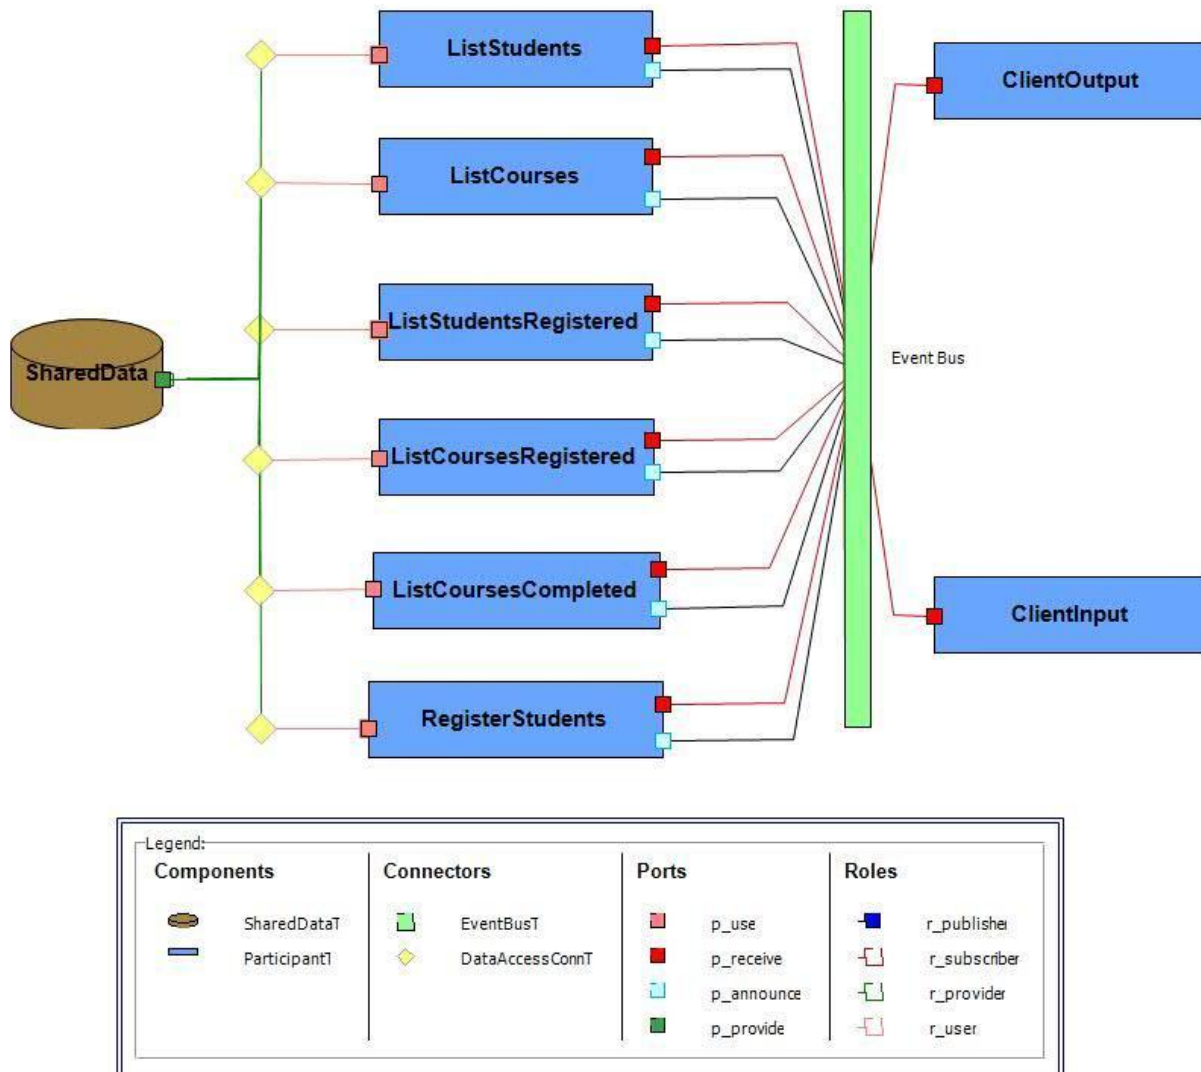 ListStudents
ClientOutput
ListCourses
ListStudentsRegistered
Event Bus
SharedData
ListCoursesRegistered
ListCoursesCompleted
ClientInput
RegisterStudents
Legend:
Components Connectors Ports Roles
SharedDataT EventBusT p_use r_publisher
ParticipantT DataAccessConnT p_receive r_subscriber
p_announce r_provider
p_provide r_user